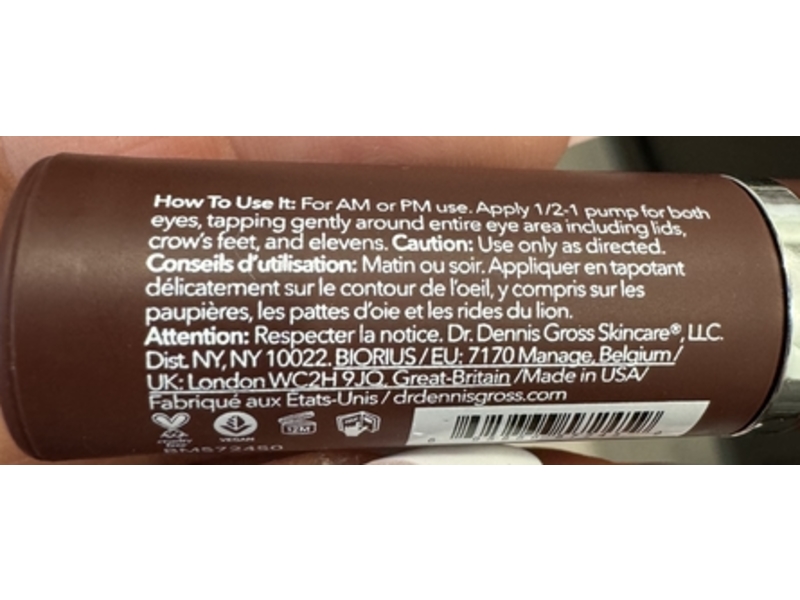 How To Use It: For AM or PM use. Apply 1/2-1 pump for both
eyes, tapping gently around entire eye area including lids,
crow's feet, and elevens. Caution: Use only as directed.
Conseils d'utilisation: Matin ou soir. Appliquer en tapotant
délicatement sur le contour de l'oeil, y compris sur les
paupières, les pattes d'oie et les rides du lion.
Attention: Respecter la notice. Dr. Dennis Gross Skincare®, LLC.
Dist. NY, NY 10022. BIORIUS / EU: 7170 Manage, Belgium /
UK: London WC2H 9JQ, Great-Britain /Made in USA/
Fabriqué aux États-Unis / drdennisgross.com
VEGAN
12M